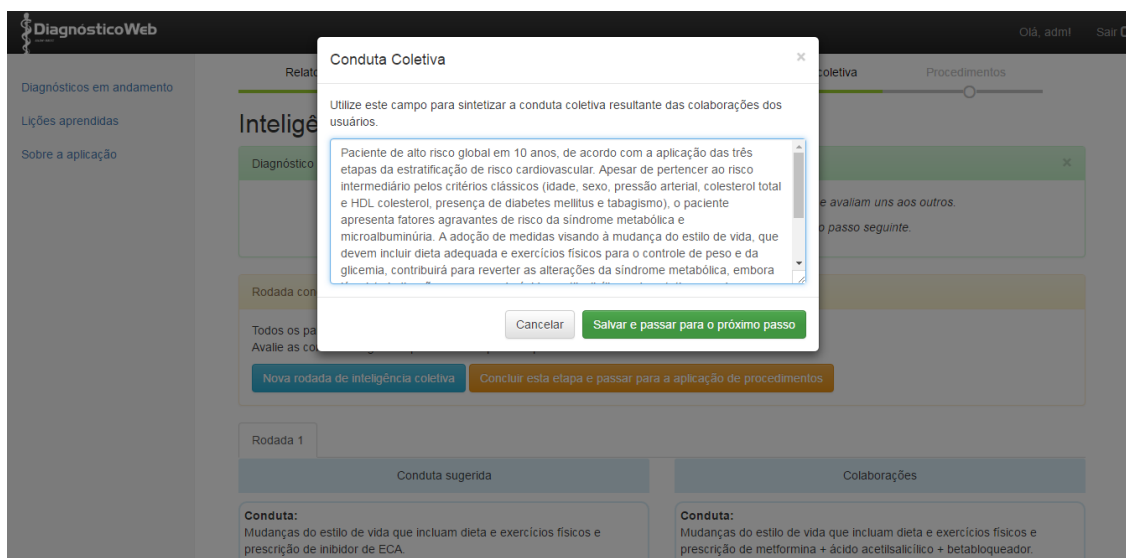 DiagnósticoWeb
Olá, adm!
Sair
Diagnósticos em andamento
Lições aprendidas
Sobre a aplicação
Conduta Coletiva
×
Utilize este campo para sintetizar a conduta coletiva resultante das colaborações dos
usuários.
Paciente de alto risco global em 10 anos, de acordo com a aplicação das três
etapas da estratificação de risco cardiovascular. Apesar de pertencer ao risco
intermediário pelos critérios clássicos (idade, sexo, pressão arterial, colesterol total
e HDL colesterol, presença de diabetes mellitus e tabagismo), o paciente
apresenta fatores agravantes de risco da síndrome metabólica e
microalbuminúria. A adoção de medidas visando à mudança do estilo de vida, que
devem incluir dieta adequada e exercícios físicos para o controle de peso e da
glicemia, contribuirá para reverter as alterações da síndrome metabólica, embora
Cancelar
Salvar e passar para o próximo passo
Relato
coletiva
Procedimentos
Inteligê
Diagnóstico
×
e avaliam uns aos outros.
o passo seguinte.
Rodada con
Todos os pa
Avalie as co
Nova rodada de inteligência coletiva
Concluir esta etapa e passar para a aplicação de procedimentos
Rodada 1
Conduta sugerida
Colaborações
Conduta:
Mudanças do estilo de vida que incluam dieta e exercícios físicos e
prescrição de inibidor de ECA.
Conduta:
Mudanças do estilo de vida que incluam dieta e exercícios físicos e
prescrição de metformina + ácido acetilsalicílico + betabloqueador.